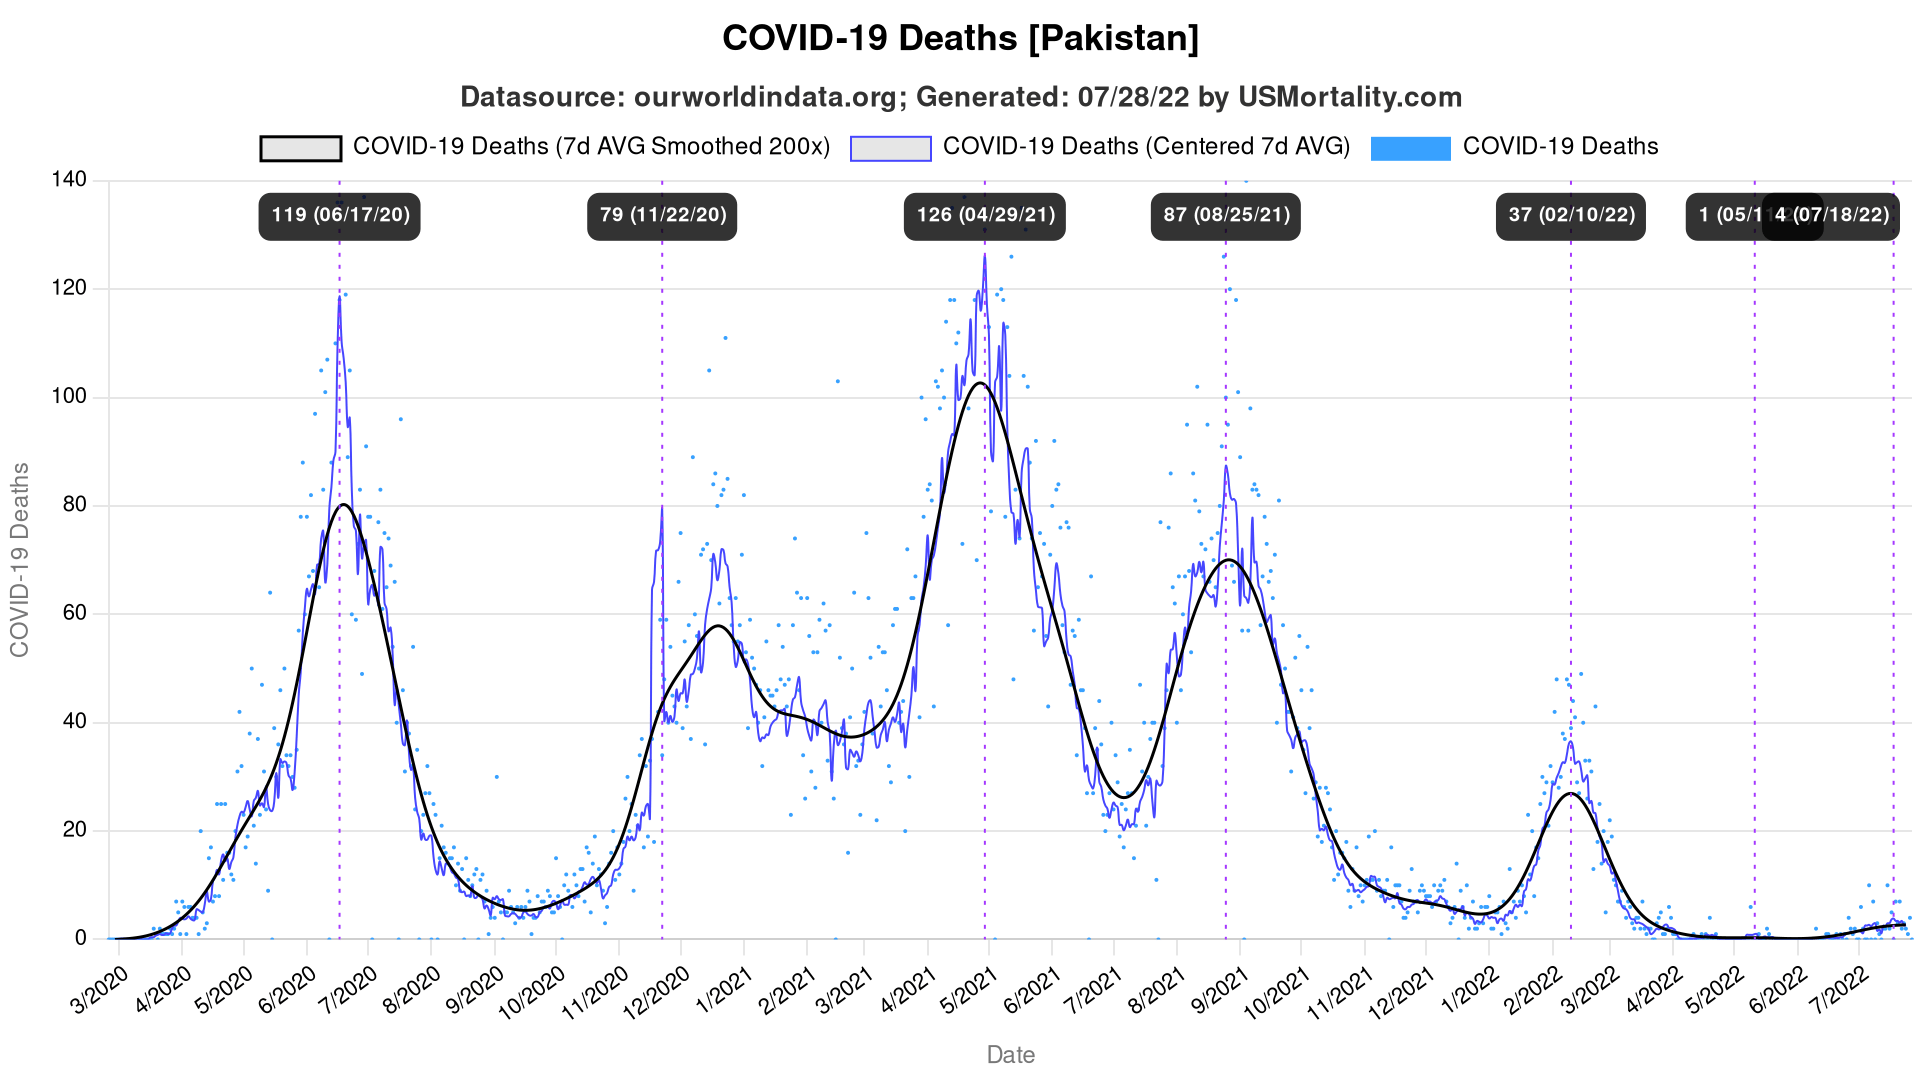 COVID-19 Deaths [Pakistan]
Datasource: ourworldindata.org; Generated: 07/28/22 by USMortality.com
COVID-19 Deaths (7d AVG Smoothed 200x) COVID-19 Deaths (Centered 7d AVG) COVID-19 Deaths
140
119 (06/17/20) 79 (11/22/20) 126 (04/29/21) 87 (08/25/21) 37 (02/10/22) 1 (05/1 4 (07/18/22)
120
100
80
60
40
20
0
COVID-19 Deaths
3/2020 4/2020 5/2020 6/2020 7/2020 8/2020 9/2020 10/2020 11/2020 12/2020 1/2021 2/2021 3/2021 4/2021 5/2021 6/2021 7/2021 8/2021 9/2021 10/2021 11/2021 12/2021 1/2022 2/2022 3/2022 4/2022 5/2022 6/2022 7/2022
Date